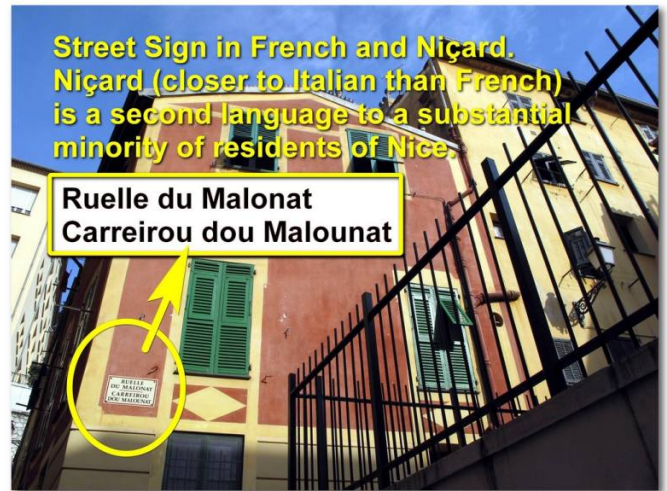 Street Sign in French and Niçard.
Niçard (closer to Italian than French)
is a second language to a substantial
minority of residents of Nice.
Ruelle du Malonat
Carreirou dou Malounat
RUELLE
DU MALONAT
CARREIROU
DOU MALOUNAT